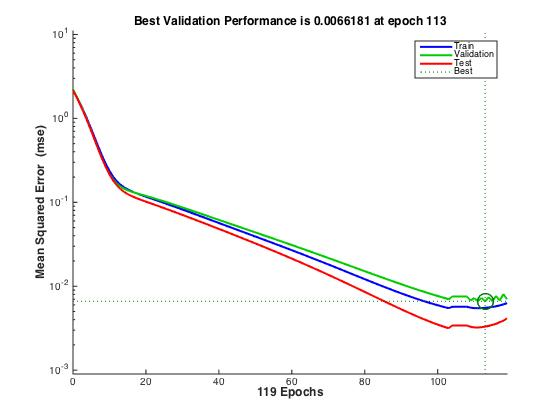 Best Validation Performance is 0.0066181 at epoch 113
Train
Validation
Test
Best
Mean Squared Error (mse)
10^1
10^0
10^-1
10^-2
10^-3
0 20 40 60 80 100
119 Epochs